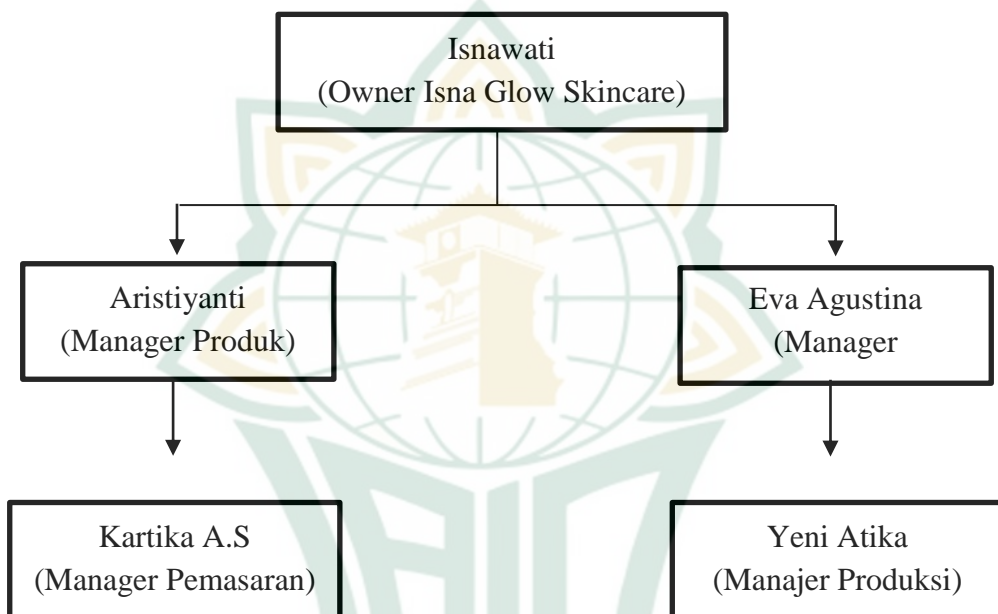 Isnawati
(Owner Isna Glow Skincare)
Aristiyanti
(Manager Produk)
Eva Agustina
(Manager
Kartika A.S
(Manager Pemasaran)
Yeni Atika
(Manajer Produksi)